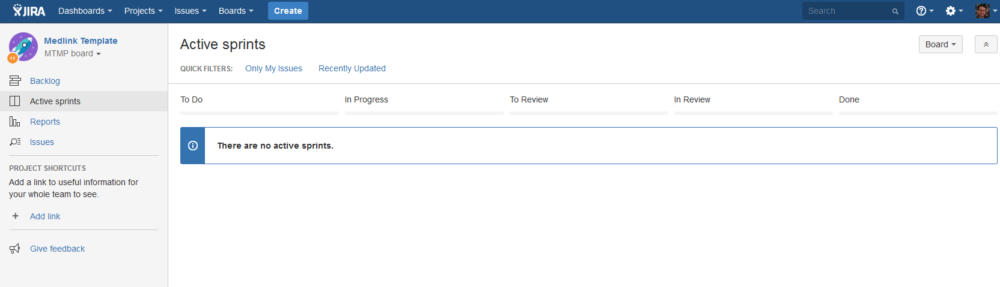 JIRA Dashboards Projects Issues Boards Create Search
Medlink Template
MTMP board
Backlog
Active sprints
Reports
Issues
PROJECT SHORTCUTS
Add a link to useful information for
your whole team to see.
+ Add link
Give feedback
Active sprints Board
QUICK FILTERS: Only My Issues Recently Updated
To Do In Progress To Review In Review Done
There are no active sprints.